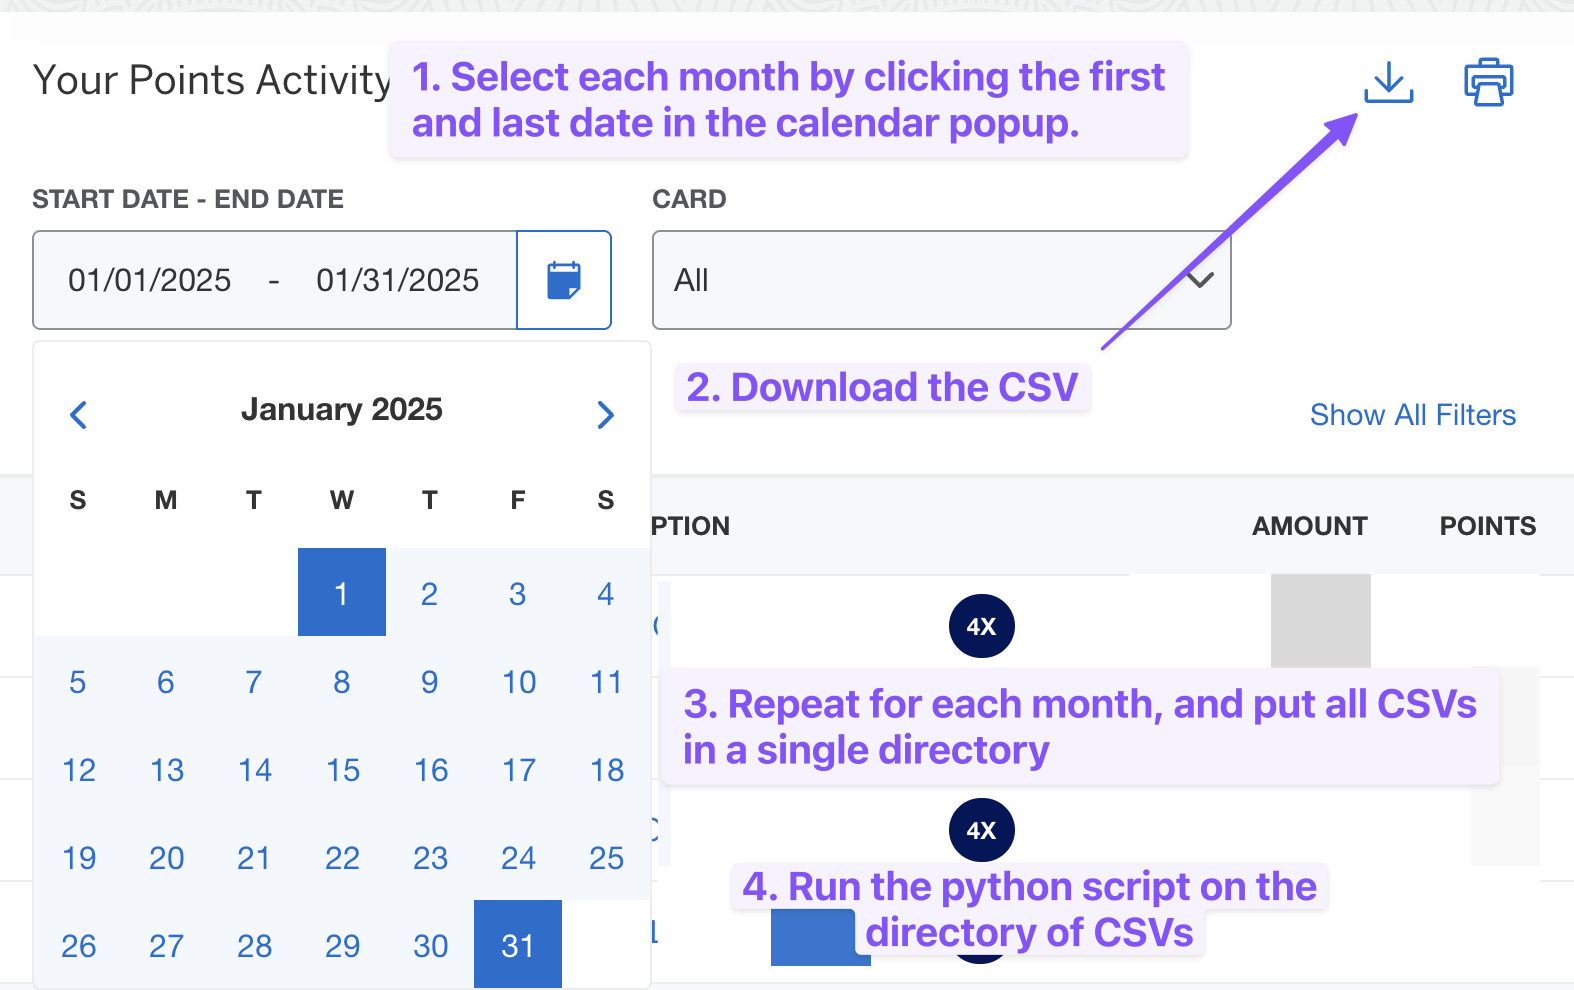 Your Points Activity
1. Select each month by clicking the first
and last date in the calendar popup.
START DATE - END DATE
CARD
01/01/2025 - 01/31/2025
All
2. Download the CSV
January 2025
Show All Filters
S M T W T F S
PTION
AMOUNT
POINTS
1 2 3 4
4X
5 6 7 8 9 10 11
3. Repeat for each month, and put all CSVs
in a single directory
12 13 14 15 16 17 18
4X
19 20 21 22 23 24 25
4. Run the python script on the
directory of CSVs
26 27 28 29 30 31